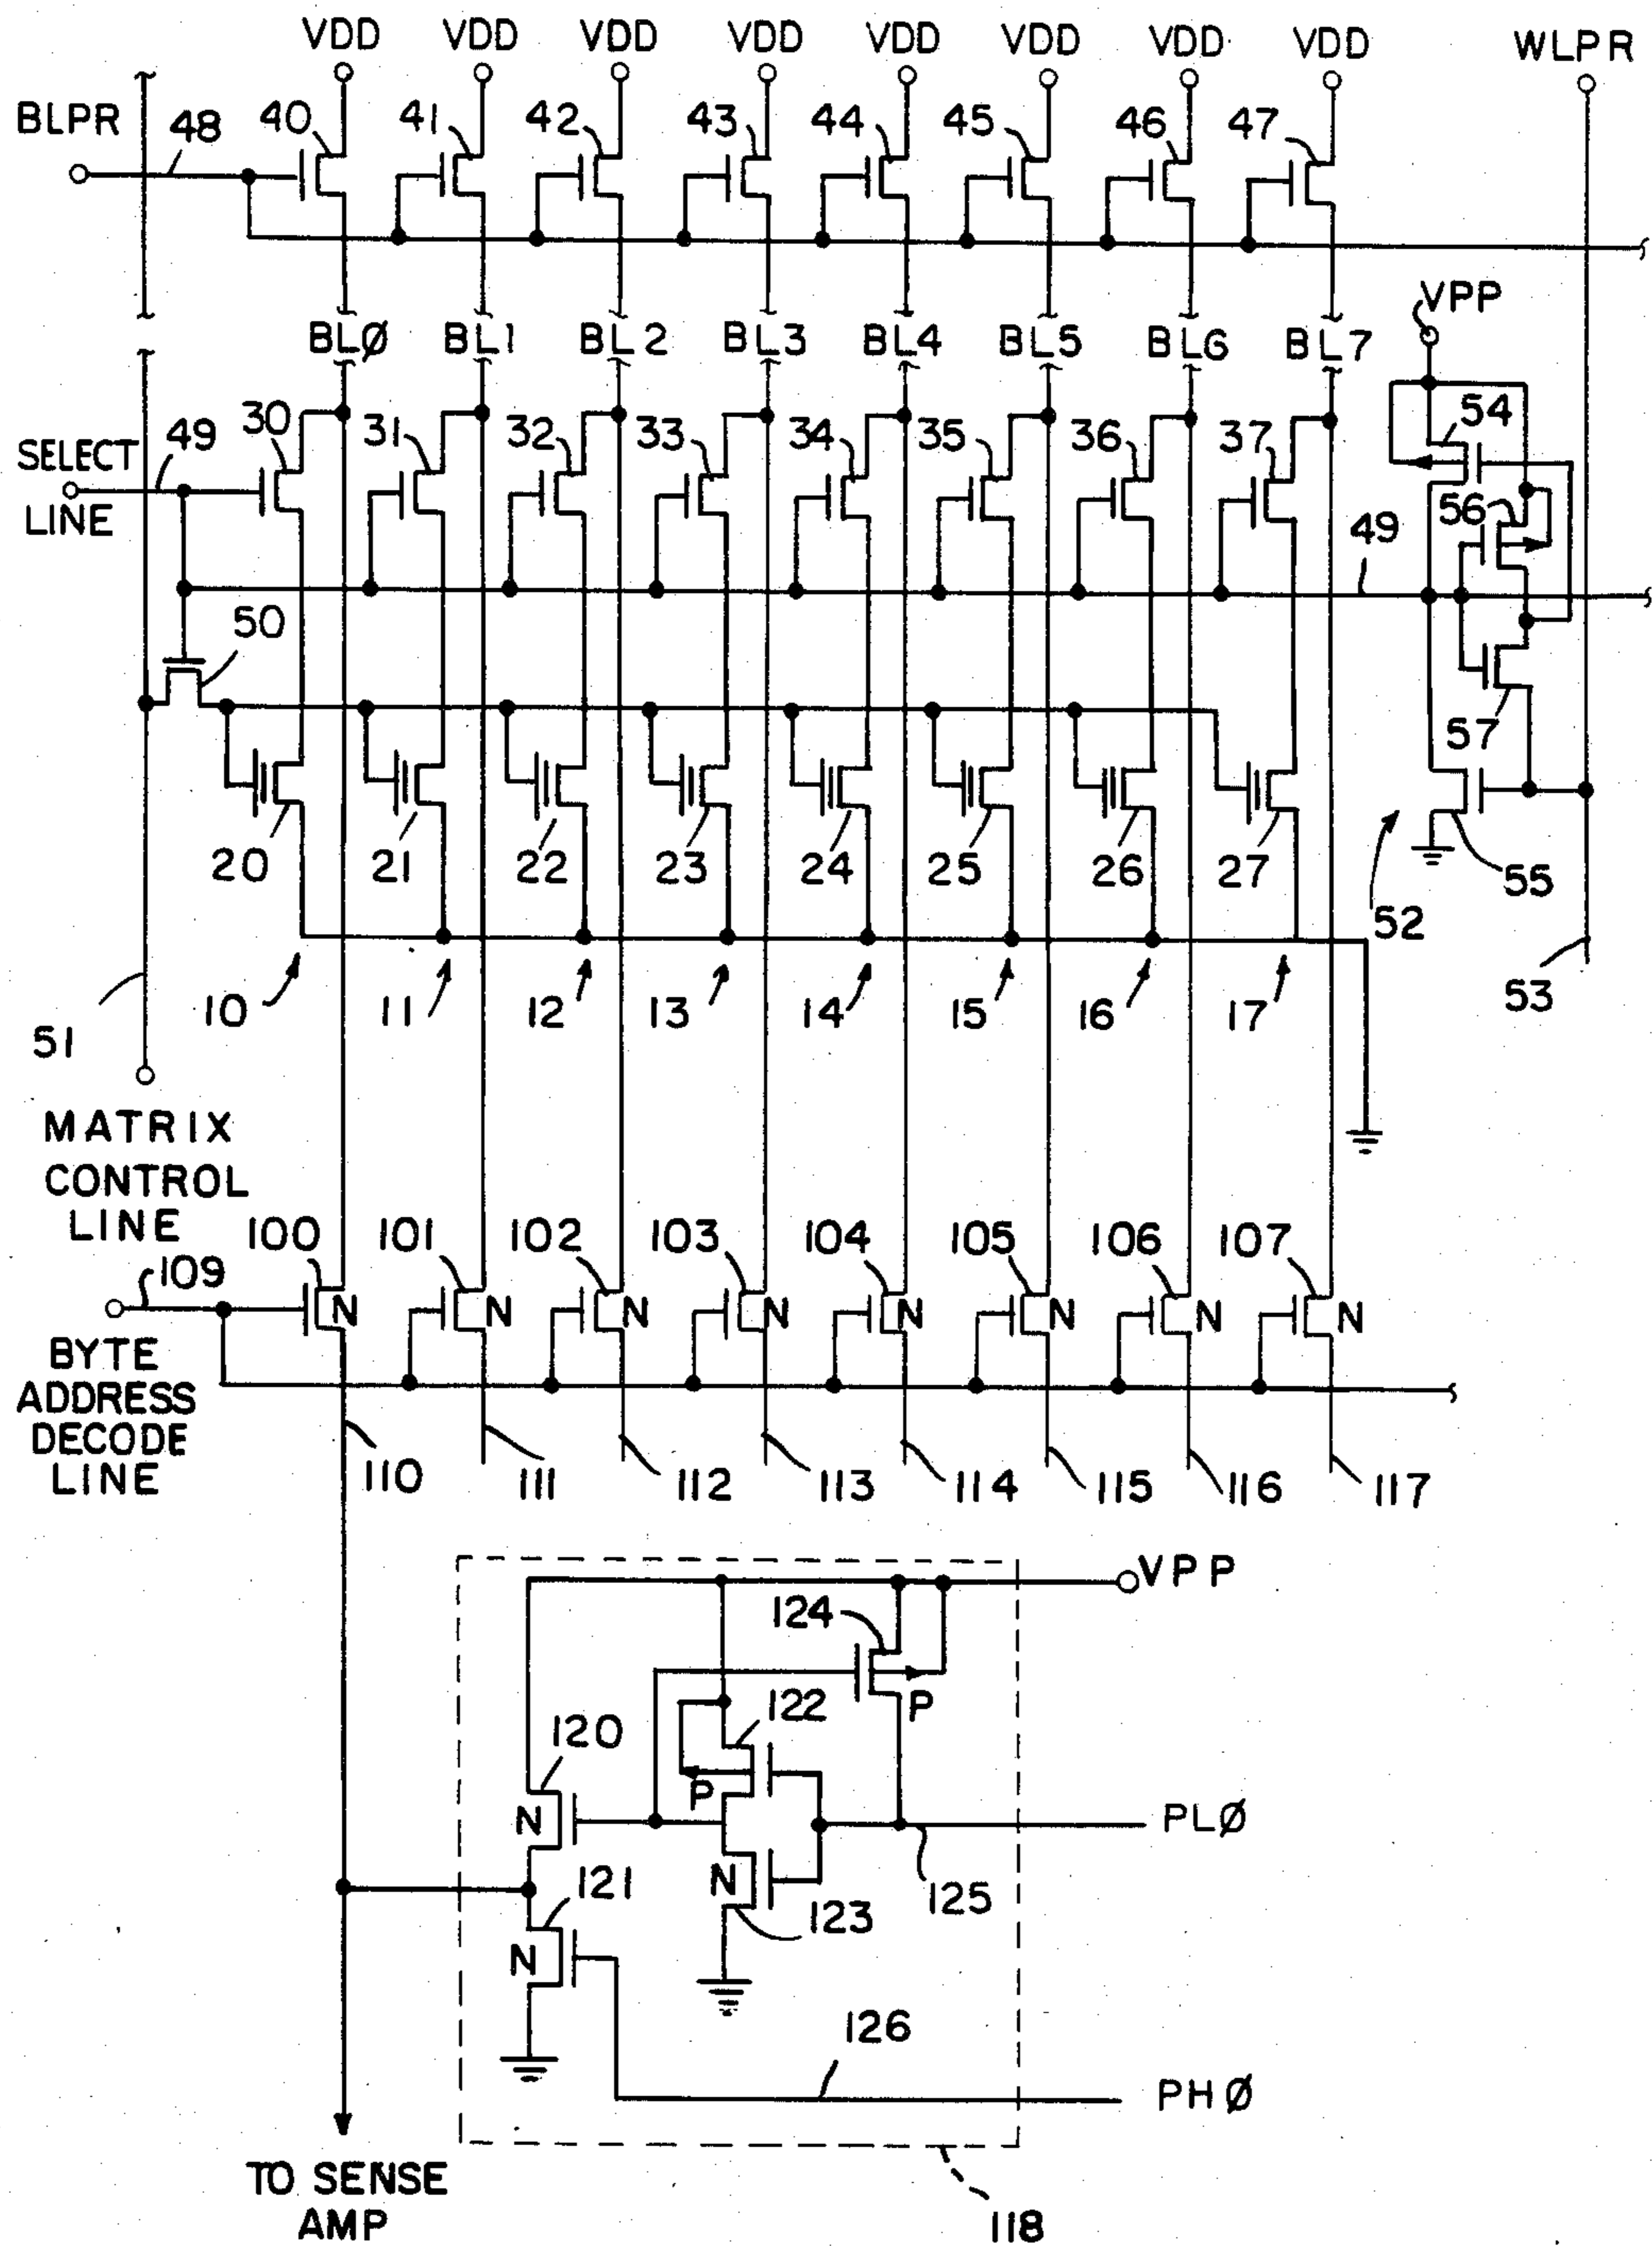 VDD VDD VDD VDD VDD VDD VDD VDD WLPR
BLPR 48 40 41 42 43 44 45 46 47
VPP
BLØ BL1 BL2 BL3 BL4 BL5 BL6 BL7
SELECT LINE 49 30 31 32 33 34 35 36 37 54
56
49
50
57
20 21 22 23 24 25 26 27 55
52
10 11 12 13 14 15 16 17 53
51
MATRIX
CONTROL
LINE
100 101 102 103 104 105 106 107
109
N N N N N N N N
BYTE
ADDRESS
DECODE
LINE
110 111 112 113 114 115 116 117
VPP
124
P
122
120
P
N
PLØ
121
N
125
123
N
126
PHØ
TO SENSE
AMP
118